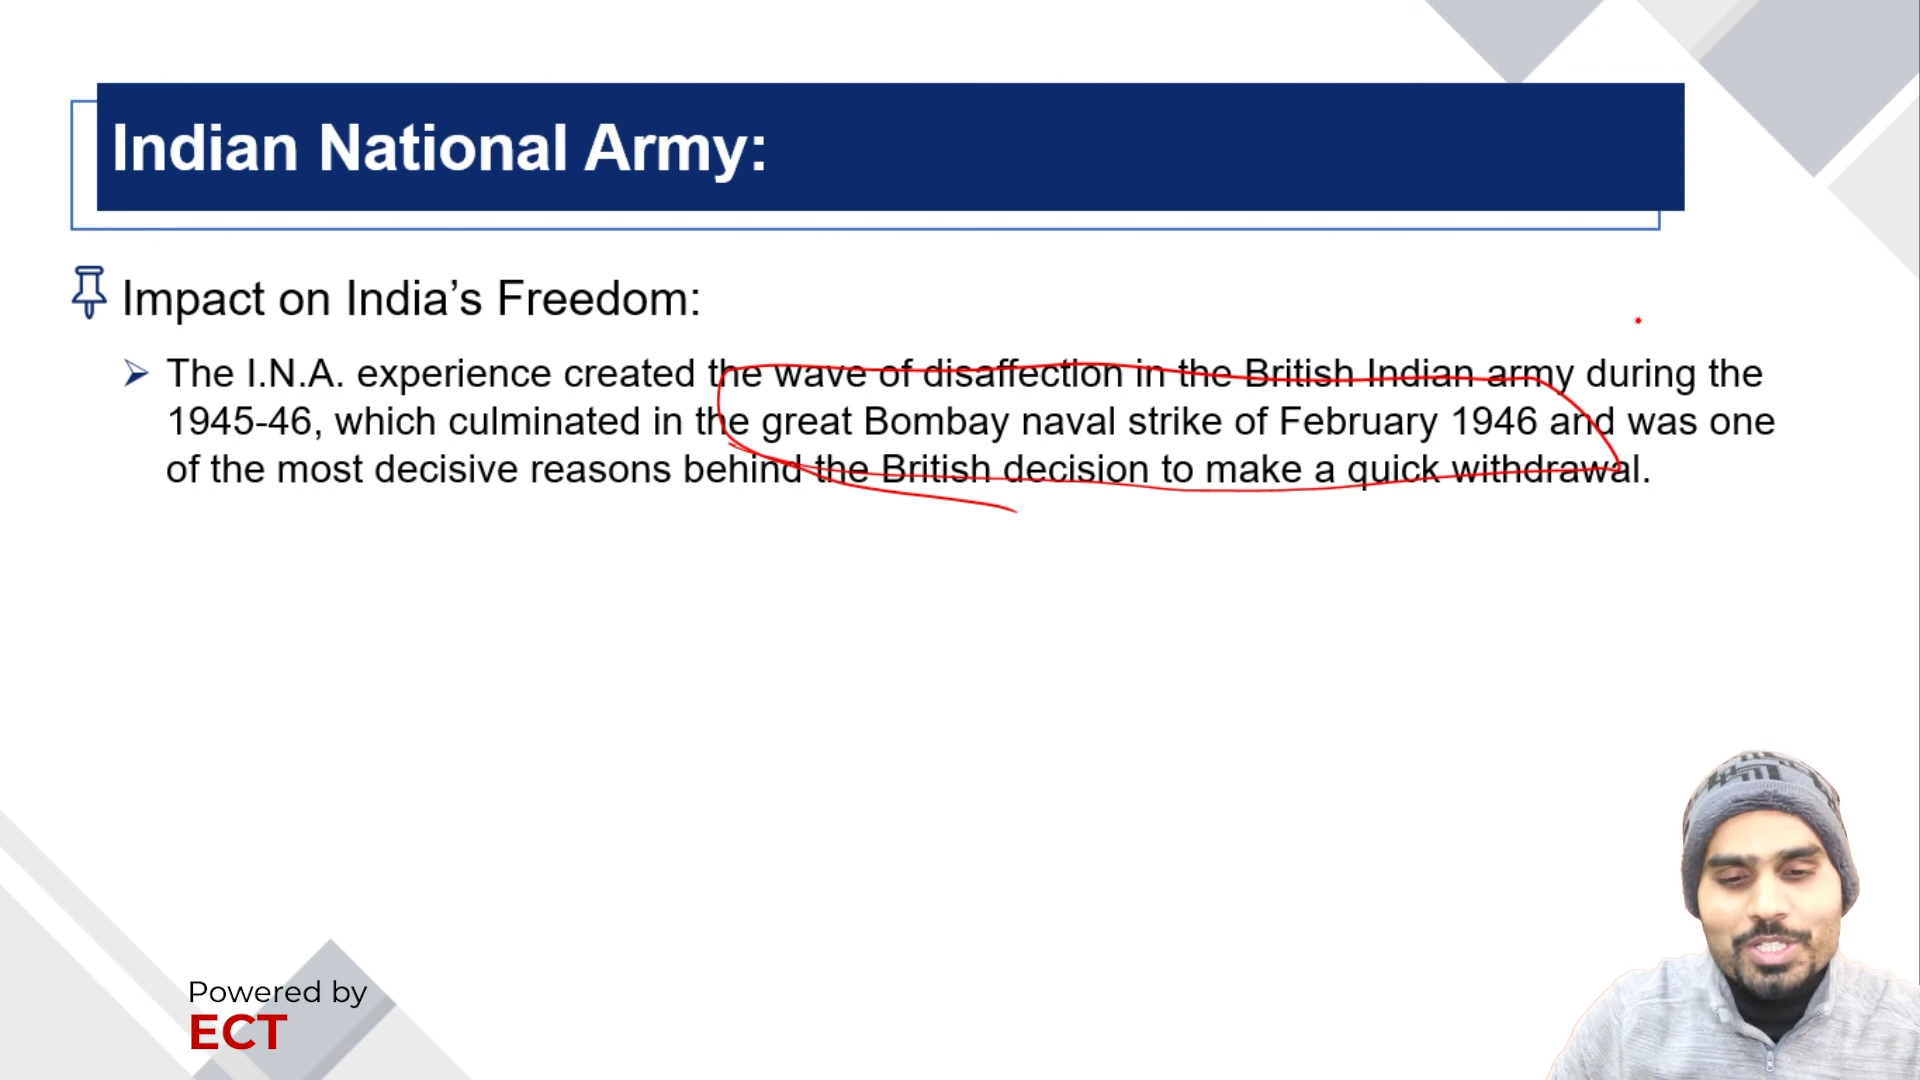 Indian National Army:
Impact on India’s Freedom:
The I.N.A. experience created the wave of disaffection in the British Indian army during the
1945-46, which culminated in the great Bombay naval strike of February 1946 and was one
of the most decisive reasons behind the British decision to make a quick withdrawal.
Powered by
ECT